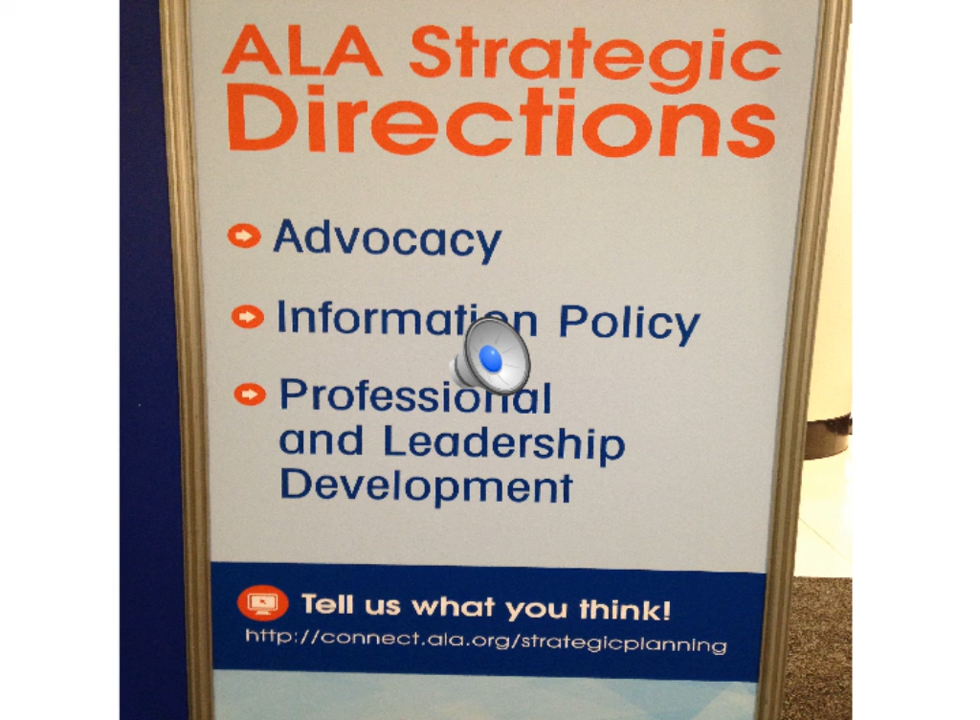 ALA Strategic
Directions
Advocacy
Information Policy
Professional
and Leadership
Development
Tell us what you think!
http://connect.ala.org/strategicplanning